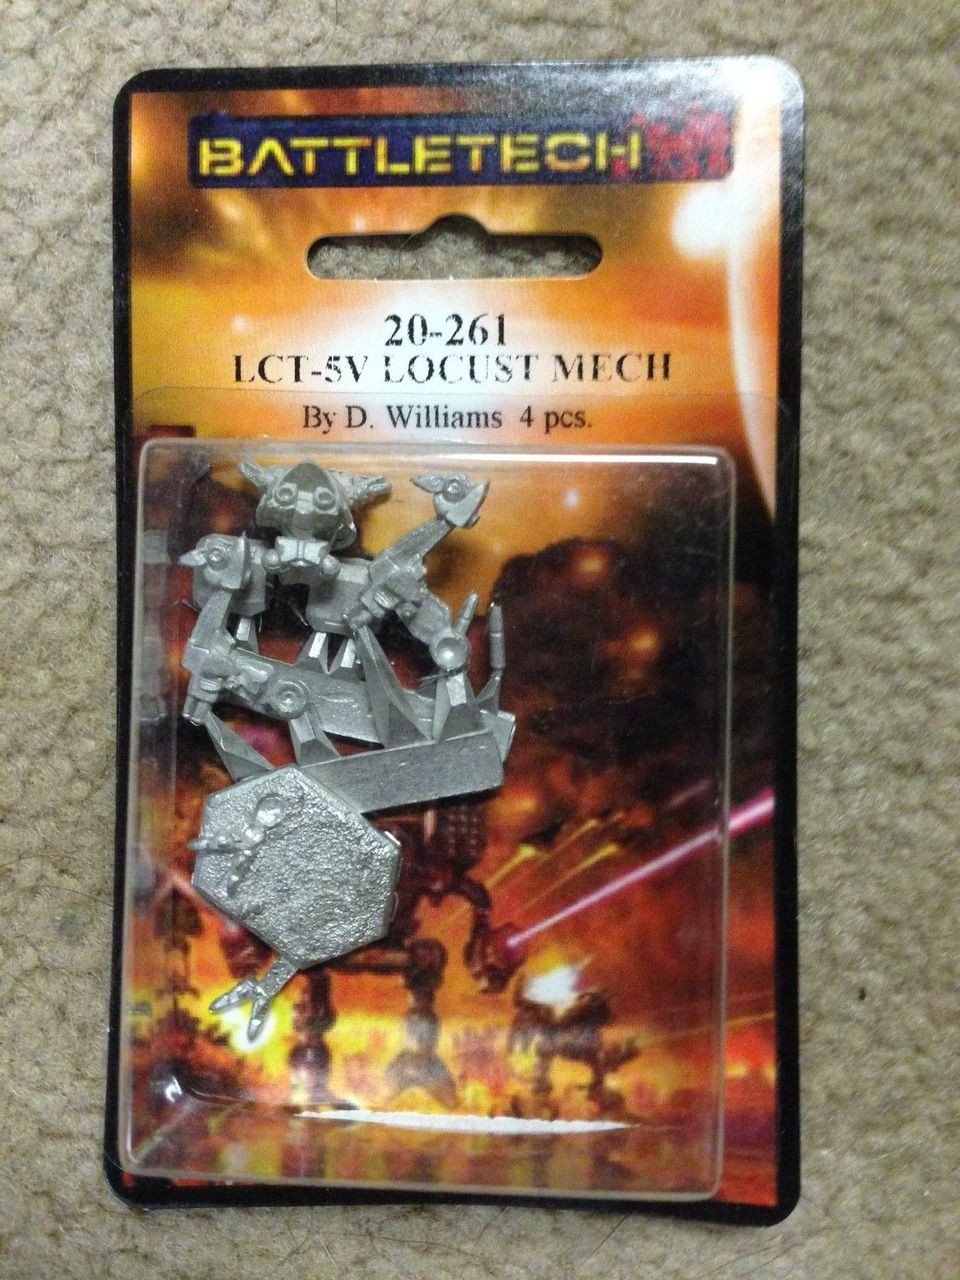 BATTLETECH
20-261
LCT-5V LOCUST MECH
By D. Williams 4 pcs.